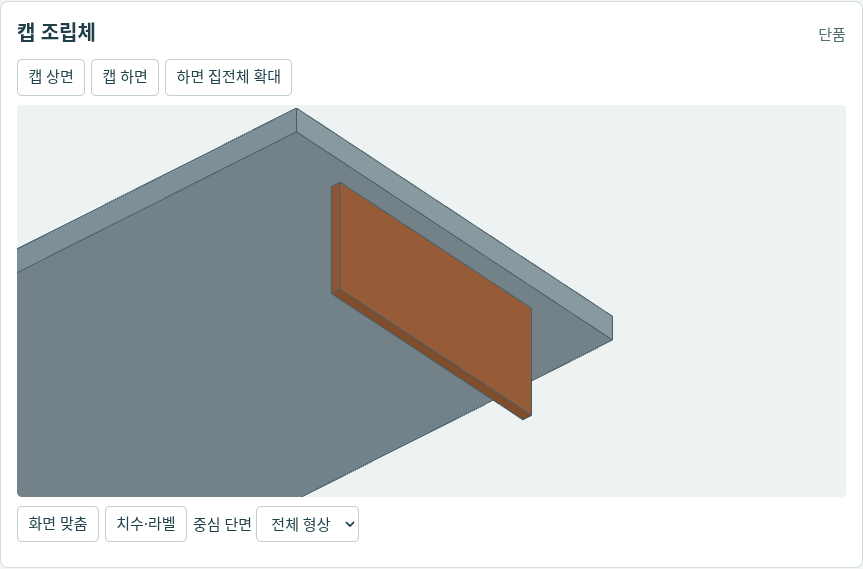 캡 조립체
단품
캡 상면 캡 하면 하면 집전체 확대
화면 맞춤 치수·라벨 중심 단면 전체 형상